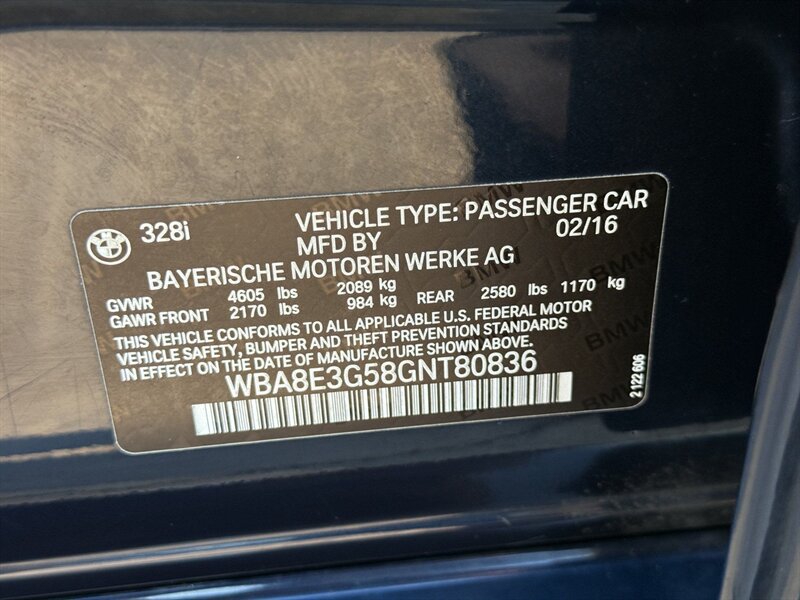 BMW 328i VEHICLE TYPE: PASSENGER CAR
MFD BY 02/16
BAYERISCHE MOTOREN WERKE AG
GVWR 4605 lbs 2089 kg
GAWR FRONT 2170 lbs 984 kg REAR 2580 lbs 1170 kg
THIS VEHICLE CONFORMS TO ALL APPLICABLE U.S. FEDERAL MOTOR
VEHICLE SAFETY, BUMPER AND THEFT PREVENTION STANDARDS
IN EFFECT ON THE DATE OF MANUFACTURE SHOWN ABOVE.
WBA8E3G58GNT80836
2 122 606